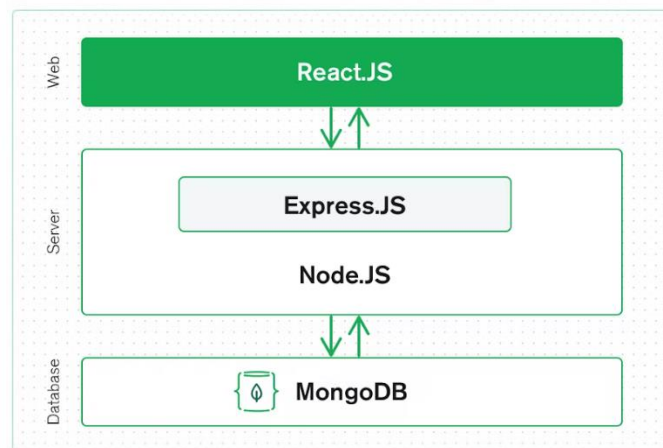 Web
React.JS
Server
Express.JS
Node.JS
Database
MongoDB